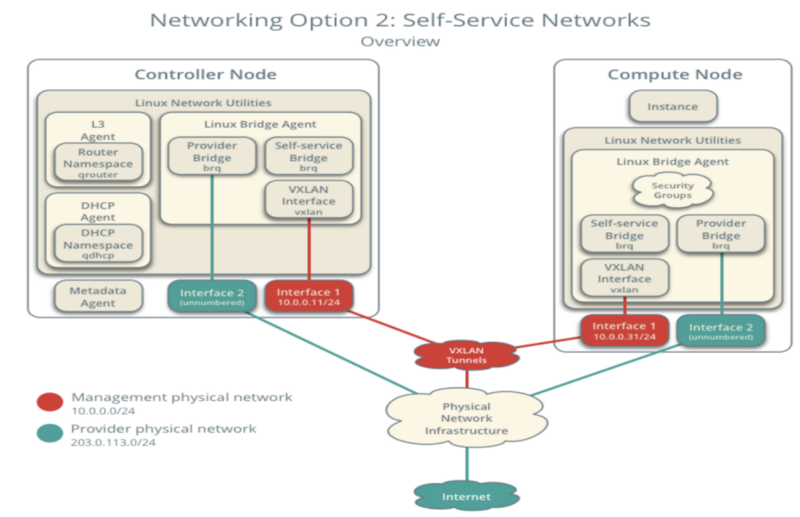 Networking Option 2: Self-Service Networks
Overview
Controller Node
Linux Network Utilities
L3
Agent
Router
Namespace
qrouter
DHCP
Agent
DHCP
Namespace
qdhcp
Metadata
Agent
Linux Bridge Agent
Provider
Bridge
brq
Self-service
Bridge
brq
VXLAN
Interface
vxlan
Interface 2
(unnumbered)
Interface 1
10.0.0.11/24
Compute Node
Instance
Linux Network Utilities
Linux Bridge Agent
Security
Groups
Self-service
Bridge
brq
Provider
Bridge
brq
VXLAN
Interface
vxlan
Interface 1
10.0.0.31/24
Interface 2
(unnumbered)
VXLAN
Tunnels
Physical
Network
Infrastructure
Internet
Management physical network
10.0.0.0/24
Provider physical network
203.0.113.0/24